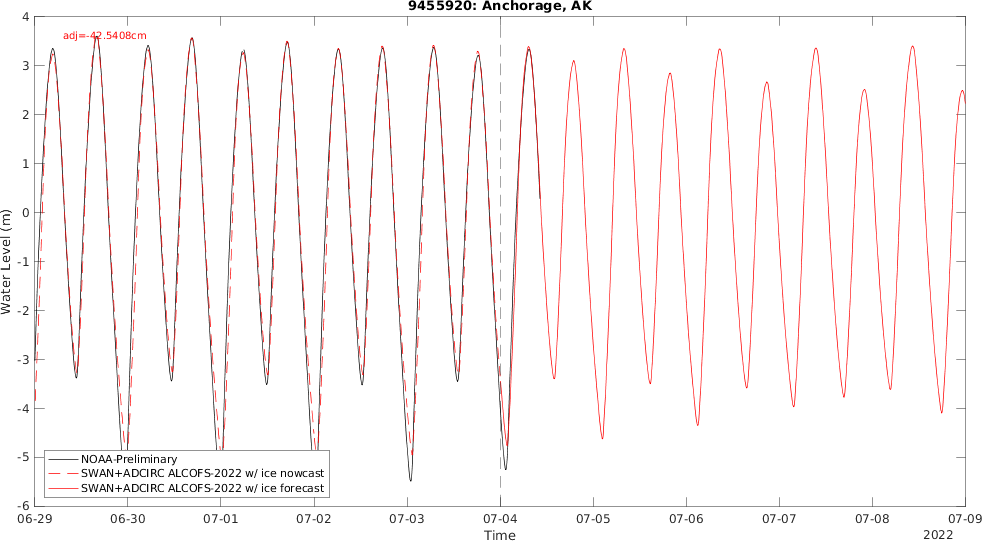 9455920: Anchorage, AK
adj=-42.5408cm
4
3
2
1
0
-1
-2
-3
-4
-5
-6
Water Level (m)
NOAA-Preliminary
SWAN+ADCIRC ALCOFS-2022 w/ ice nowcast
SWAN+ADCIRC ALCOFS-2022 w/ ice forecast
06-29 06-30 07-01 07-02 07-03 07-04 07-05 07-06 07-07 07-08 07-09
Time
2022